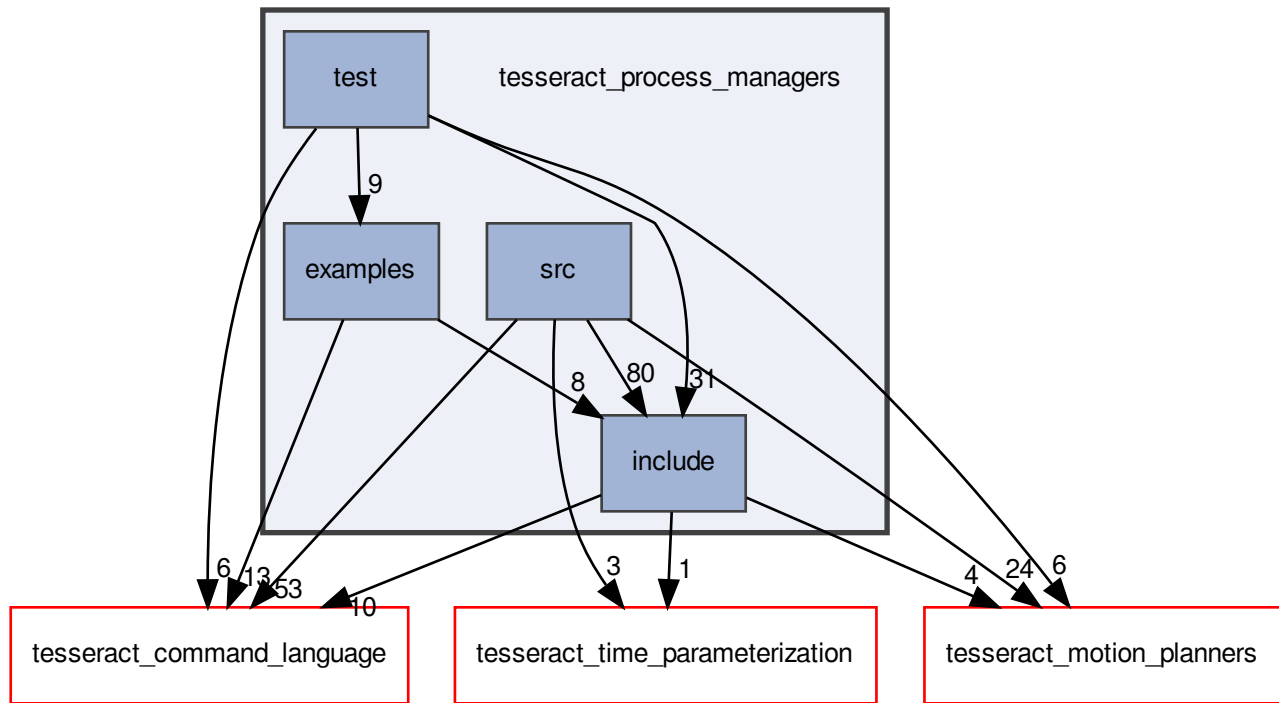 test
tesseract_process_managers
9
examples
src
8
80
31
include
6
13
53
10
3
1
4
24
6
tesseract_command_language
tesseract_time_parameterization
tesseract_motion_planners